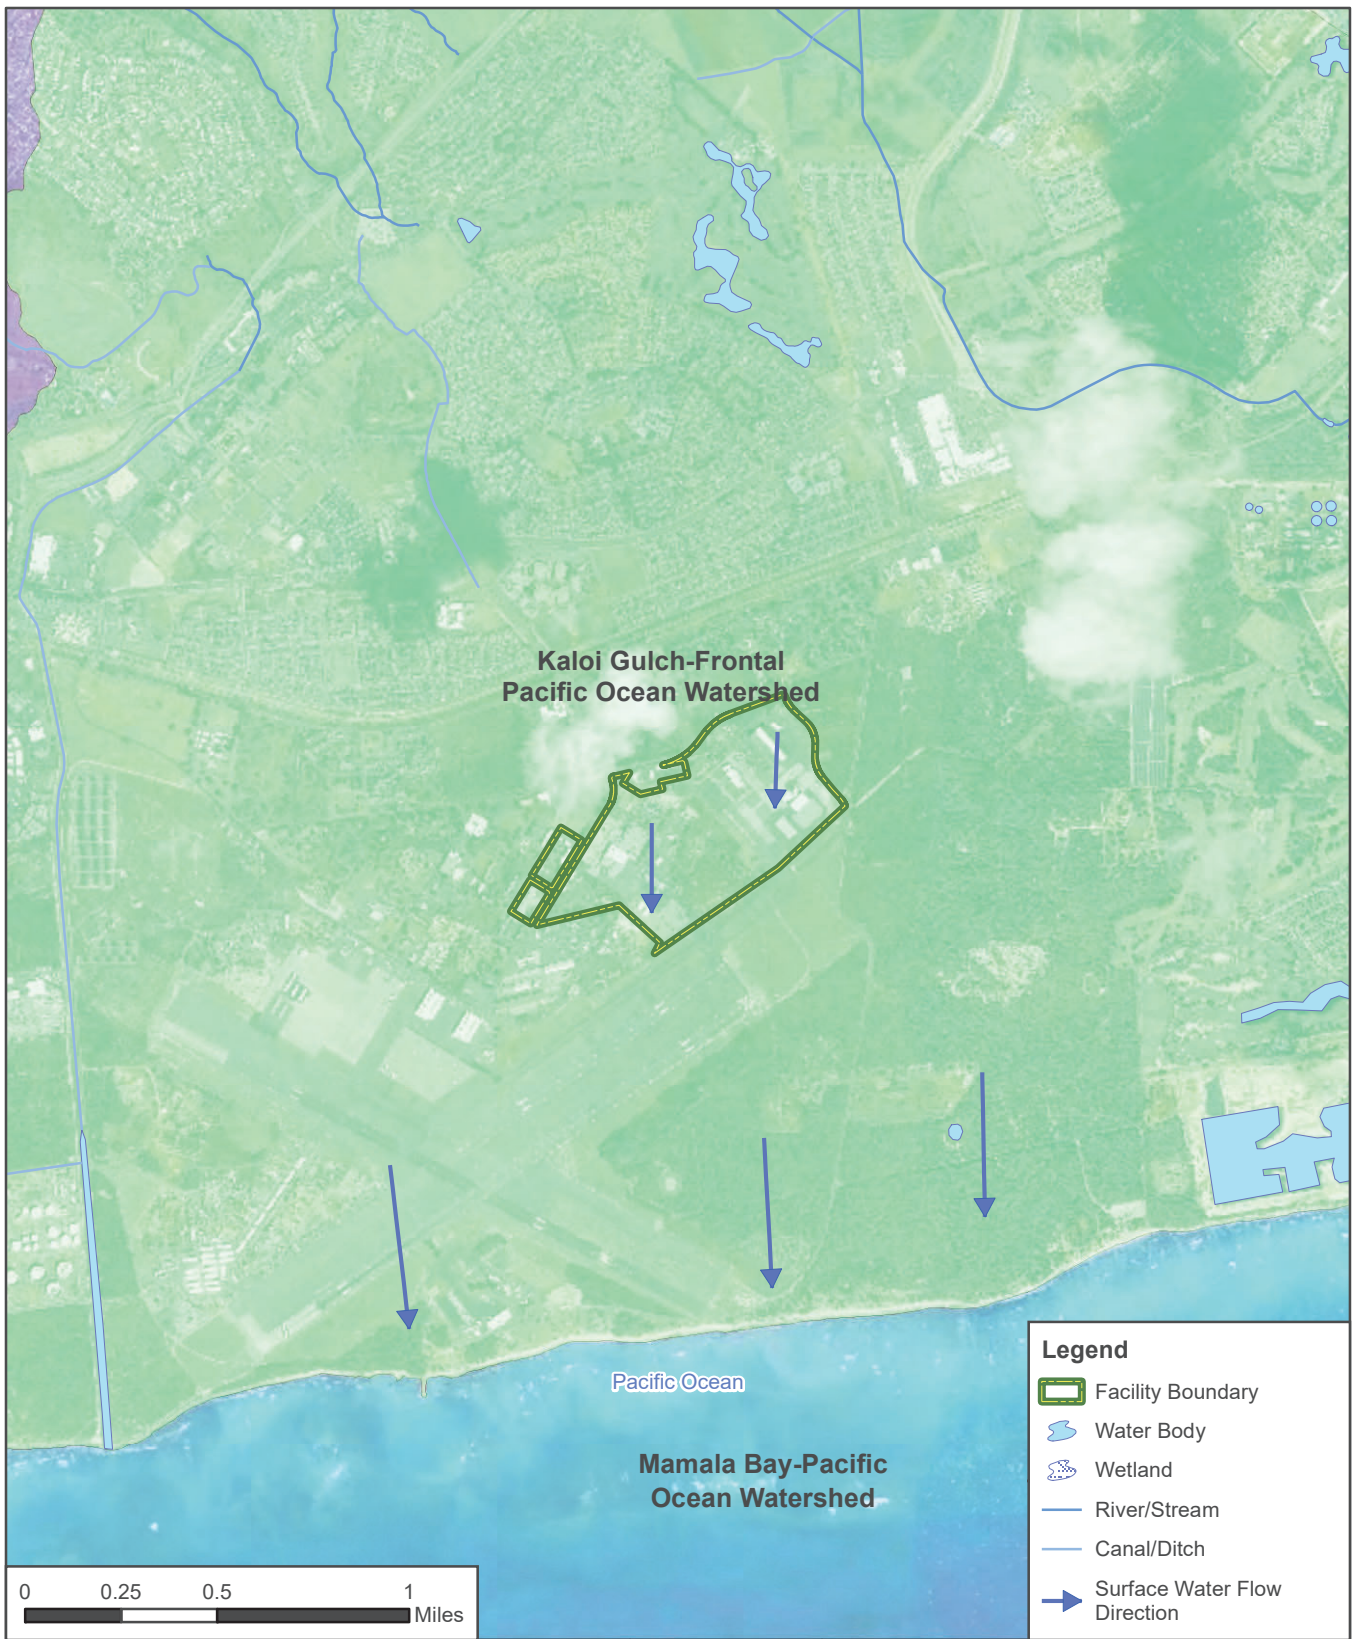 Kaloi Gulch-Frontal
Pacific Ocean Watershed
Pacific Ocean
Mamala Bay-Pacific
Ocean Watershed
Legend
Facility Boundary
Water Body
Wetland
River/Stream
Canal/Ditch
Surface Water Flow
Direction
0 0.25 0.5 1
Miles